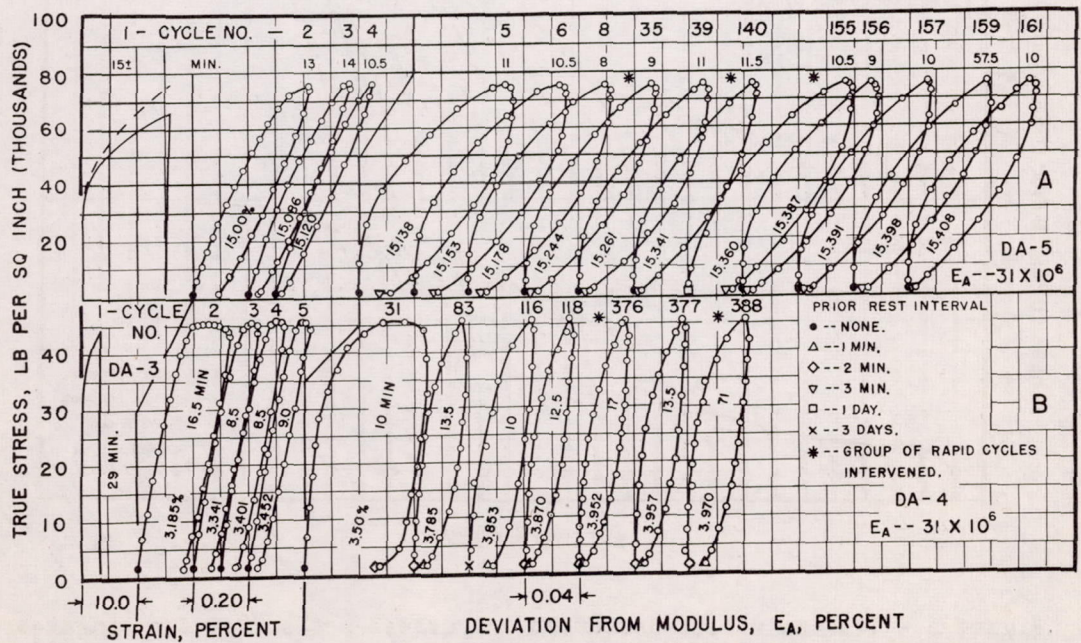 100
80
60
40
20
0
40
30
20
10
0
TRUE STRESS, LB PER SQ INCH (THOUSANDS)
1 - CYCLE NO. - 2 3 4 5 6 8 35 39 140 155 156 157 159 161
15± MIN. 13 14 10.5 11 10.5 8 * 9 11 * 11.5 * 10.5 9 10 57.5 10
15.00% 15.086 15.120 15.138 15.153 15.178 15.244 15.261 15.341 15.360 15.387 15.391 15.398 15.408
A
DA-5
EA--31 X 10⁶
1-CYCLE NO. 2 3 4 5 31 83 116 118 * 376 377 * 388
DA-3
29 MIN. 16.5 MIN 8.5 8.5 9.0 10 MIN 13.5 10 12.5 17 13.5 71
3.185% 3.341 3.401 3.452 3.50% 3.785 3.853 3.870 3.952 3.957 3.970
PRIOR REST INTERVAL
● -- NONE.
△ -- 1 MIN.
◇ -- 2 MIN.
▽ -- 3 MIN.
□ -- 1 DAY.
× -- 3 DAYS.
* -- GROUP OF RAPID CYCLES
INTERVENED.
B
DA-4
EA-- 31 X 10⁶
10.0 0.20 0.04
STRAIN, PERCENT
DEVIATION FROM MODULUS, EA, PERCENT